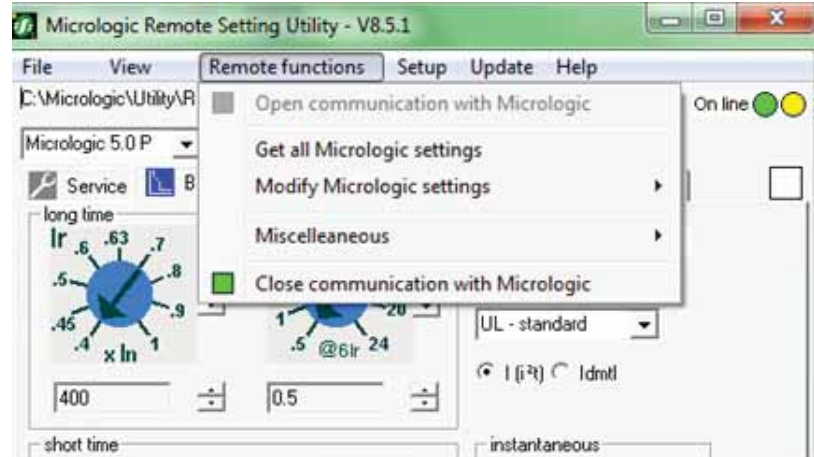 Micrologic Remote Setting Utility - V8.5.1
File View Remote functions Setup Update Help
C:\Micrologic\Utility\R
Open communication with Micrologic
On line
Micrologic 5.0 P
Get all Micrologic settings
Service B
Modify Micrologic settings
long time
Ir .4 .45 .5 .6 .63 .7 .8 .9 1
x In
Miscelleaneous
Close communication with Micrologic
.5 1 20 24
@6Ir
UL - standard
I (i²t) Idmtl
400
0.5
short time
instantaneous